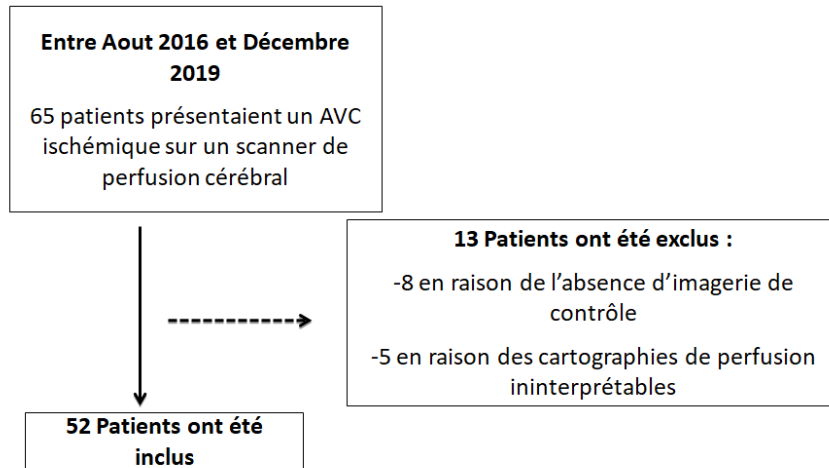 Entre Aout 2016 et Décembre
2019
65 patients présentaient un AVC
ischémique sur un scanner de
perfusion cérébral
13 Patients ont été exclus :
-8 en raison de l’absence d’imagerie de
contrôle
-5 en raison des cartographies de perfusion
ininterprétables
52 Patients ont été
inclus